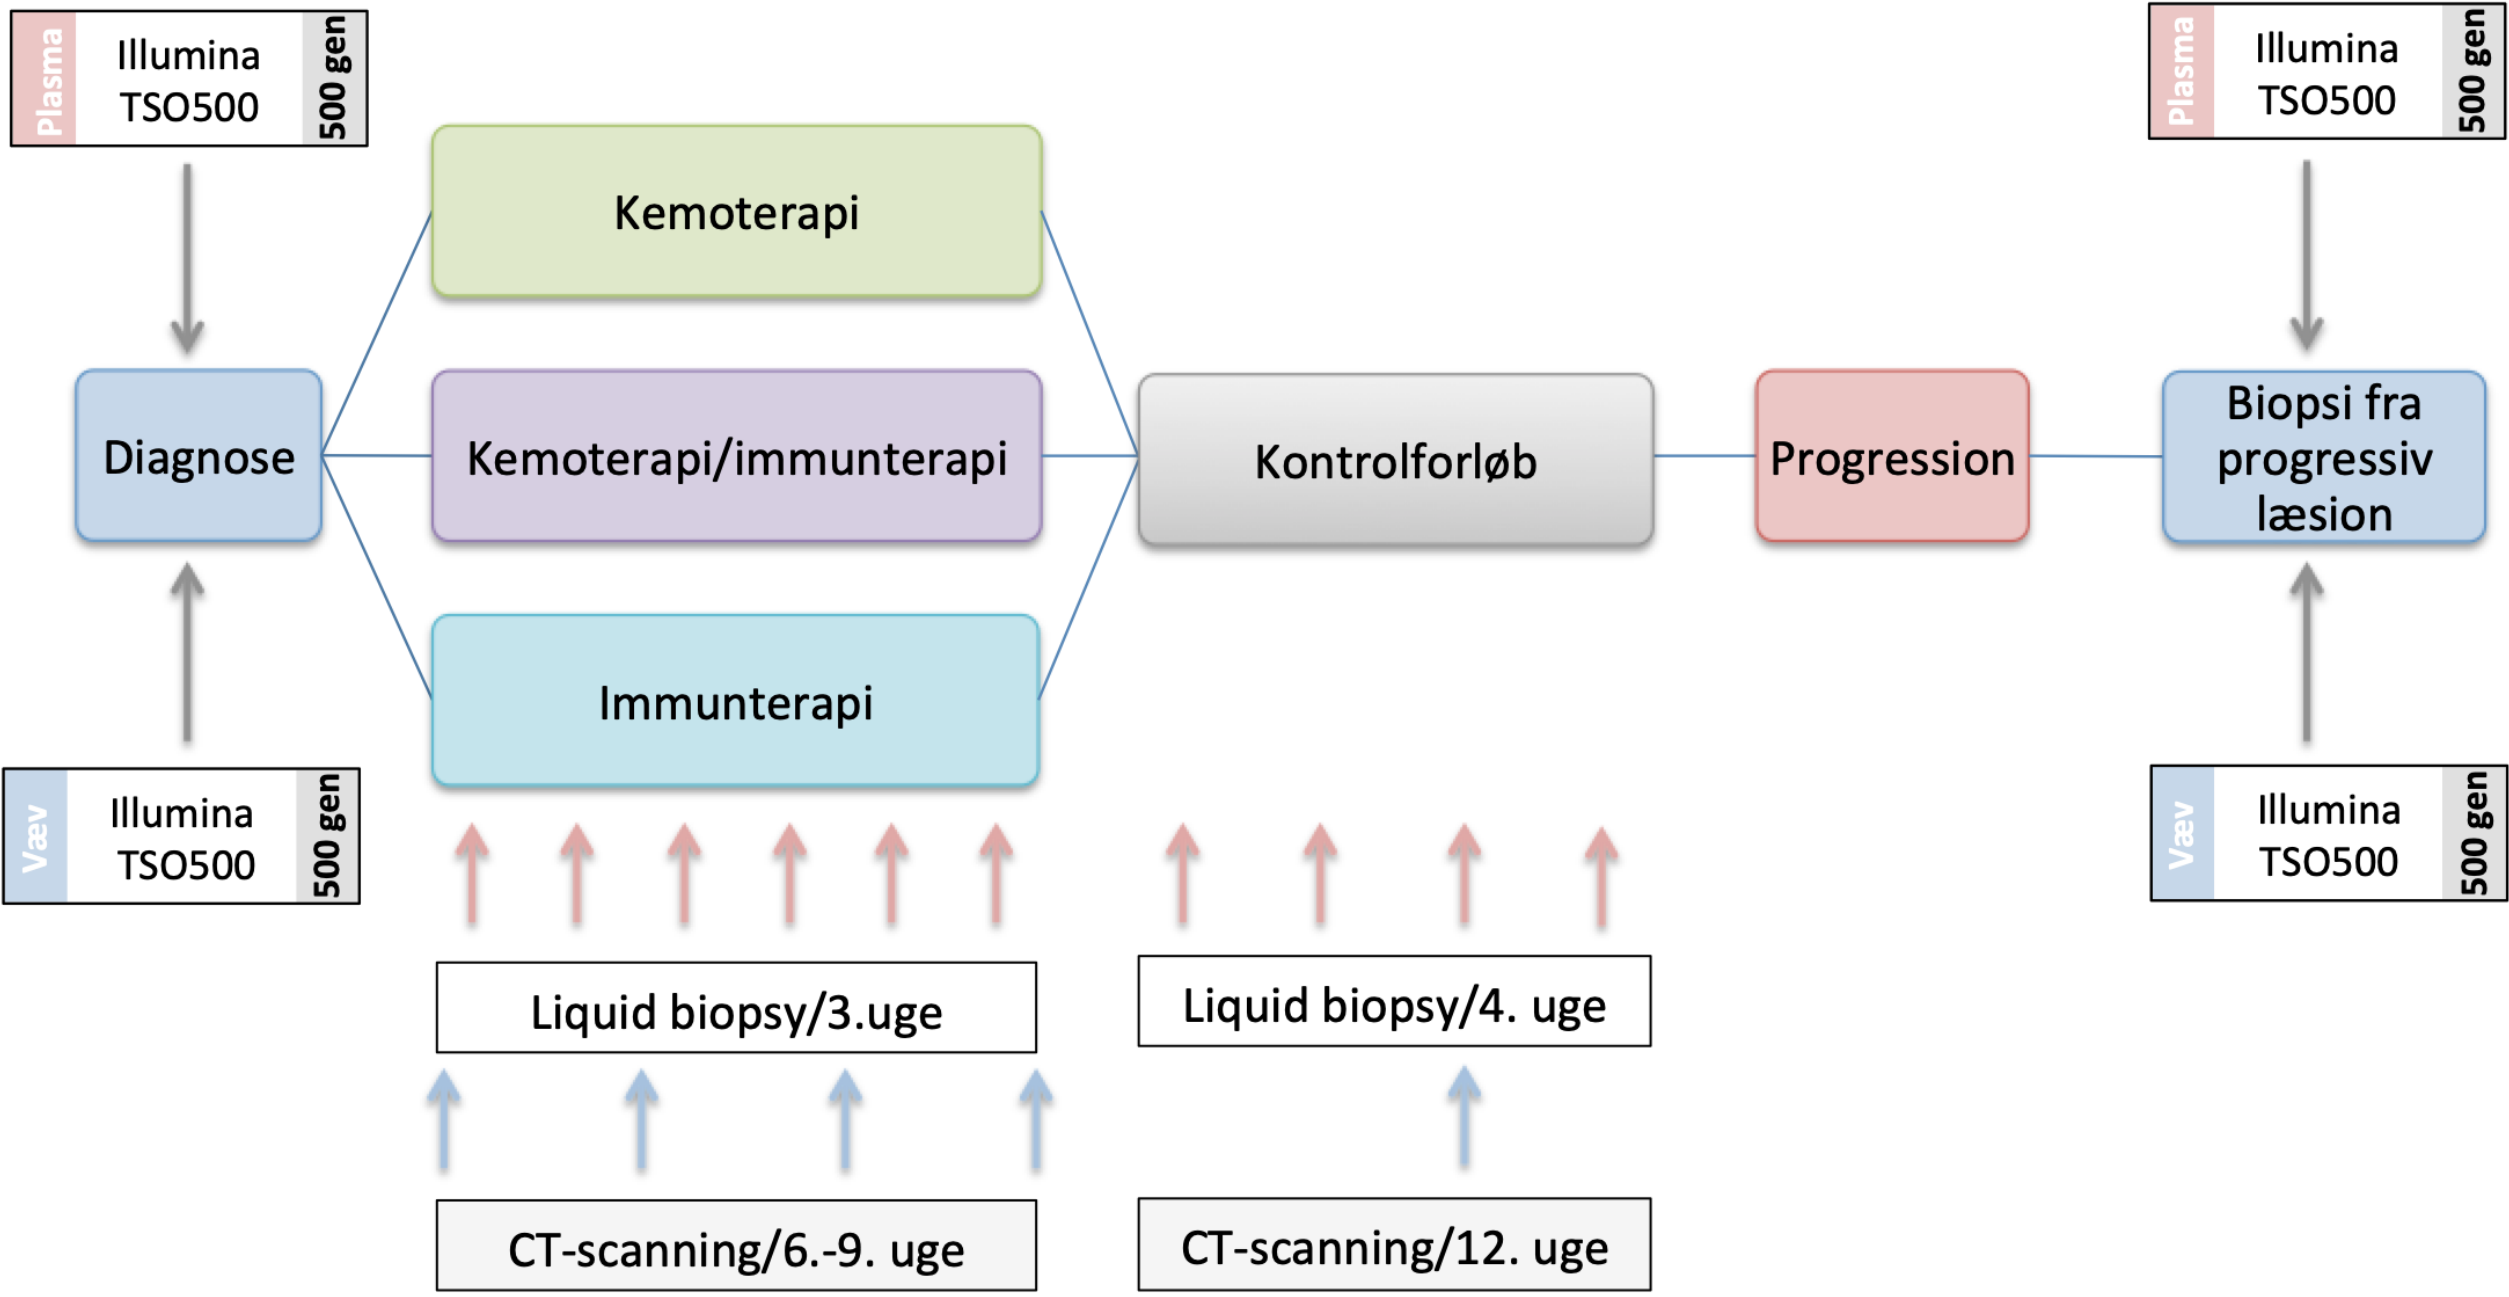 Plasma
Illumina
TSO500
500 gen
Plasma
Illumina
TSO500
500 gen
Kemoterapi
Diagnose
Kemoterapi/immunterapi
Kontrolforløb
Progression
Biopsi fra
progressiv
læsion
Immunterapi
Væv
Illumina
TSO500
500 gen
Væv
Illumina
TSO500
500 gen
Liquid biopsy/3.uge
Liquid biopsy/4. uge
CT-scanning/6.-9. uge
CT-scanning/12. uge